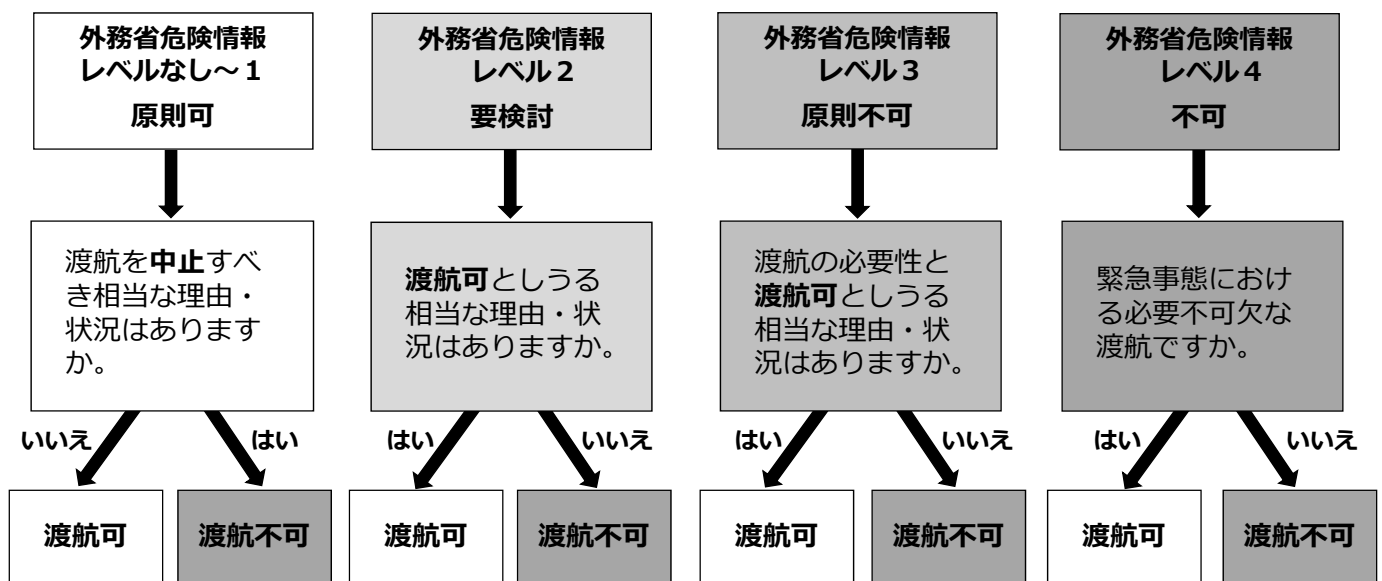 外務省危険情報
レベルなし～１
原則可
外務省危険情報
レベル２
要検討
外務省危険情報
レベル３
原則不可
外務省危険情報
レベル４
不可
渡航を中止すべ
き相当な理由・
状況はあります
か。
渡航可としうる
相当な理由・状
況はありますか。
渡航の必要性と
渡航可としうる
相当な理由・状
況はありますか。
緊急事態におけ
る必要不可欠な
渡航ですか。
いいえ
はい
はい
いいえ
はい
いいえ
はい
いいえ
渡航可
渡航不可
渡航可
渡航不可
渡航可
渡航不可
渡航可
渡航不可